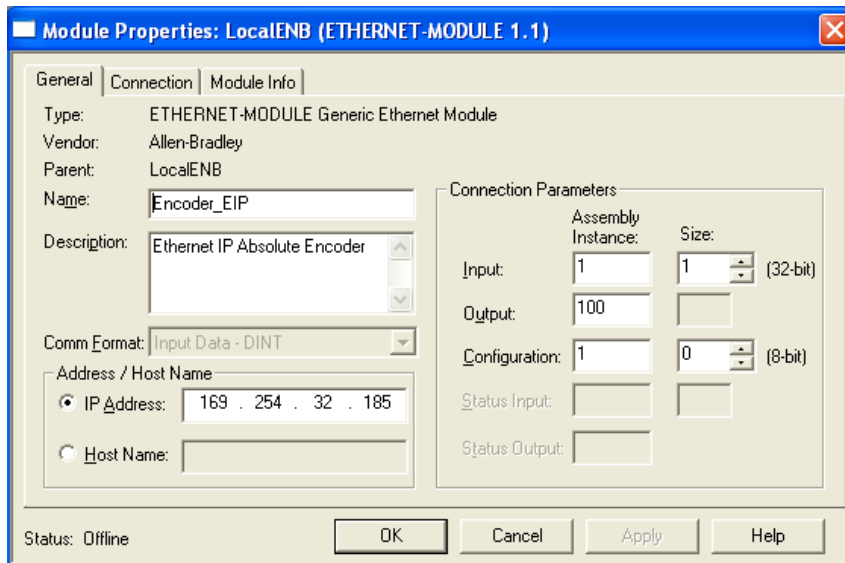 Module Properties: LocalENB (ETHERNET-MODULE 1.1)
General Connection Module Info
Type: ETHERNET-MODULE Generic Ethernet Module
Vendor: Allen-Bradley
Parent: LocalENB
Name: Encoder_EIP
Description: Ethernet IP Absolute Encoder
Comm Format: Input Data - DINT
Address / Host Name
IP Address: 169 . 254 . 32 . 185
Host Name:
Connection Parameters
Assembly Instance: Size:
Input: 1 1 (32-bit)
Output: 100
Configuration: 1 0 (8-bit)
Status Input:
Status Output:
Status: Offline
OK Cancel Apply Help